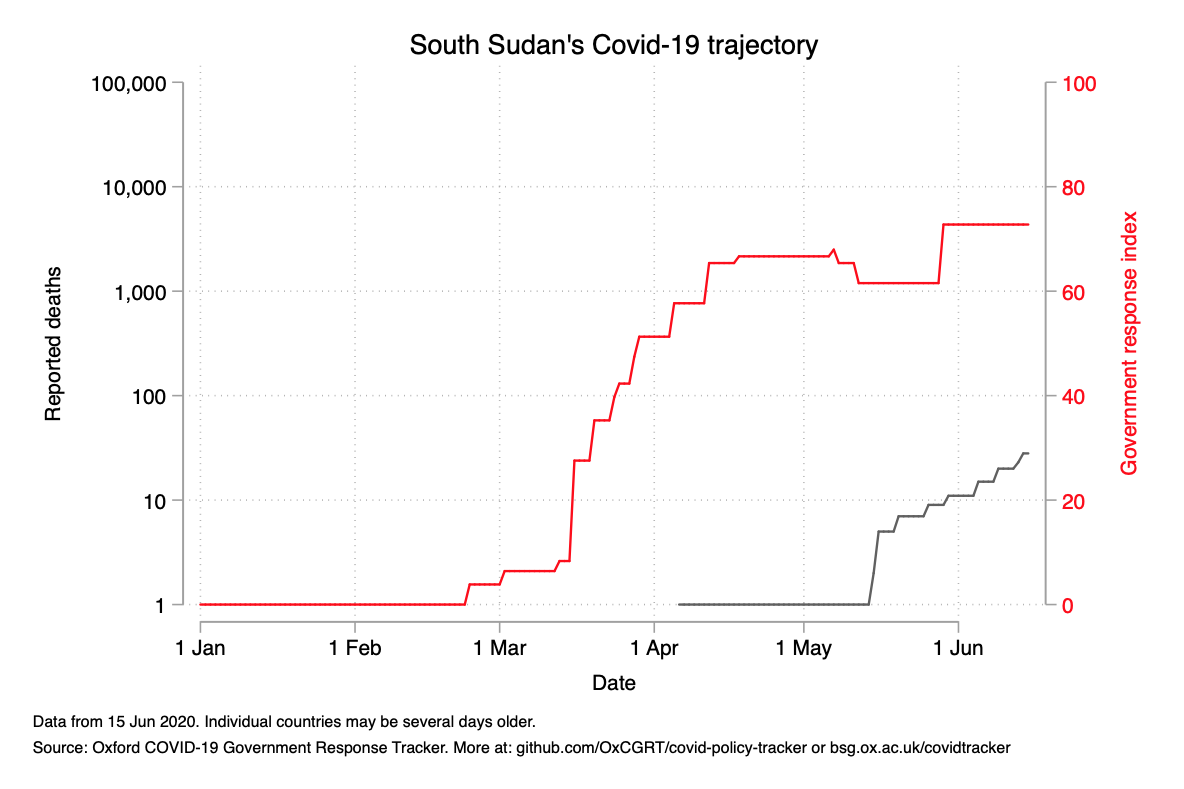 South Sudan's Covid-19 trajectory
100,000
10,000
1,000
100
10
1
Reported deaths
100
80
60
40
20
0
Government response index
1 Jan 1 Feb 1 Mar 1 Apr 1 May 1 Jun
Date
Data from 15 Jun 2020. Individual countries may be several days older.
Source: Oxford COVID-19 Government Response Tracker. More at: github.com/OxCGRT/covid-policy-tracker or bsg.ox.ac.uk/covidtracker